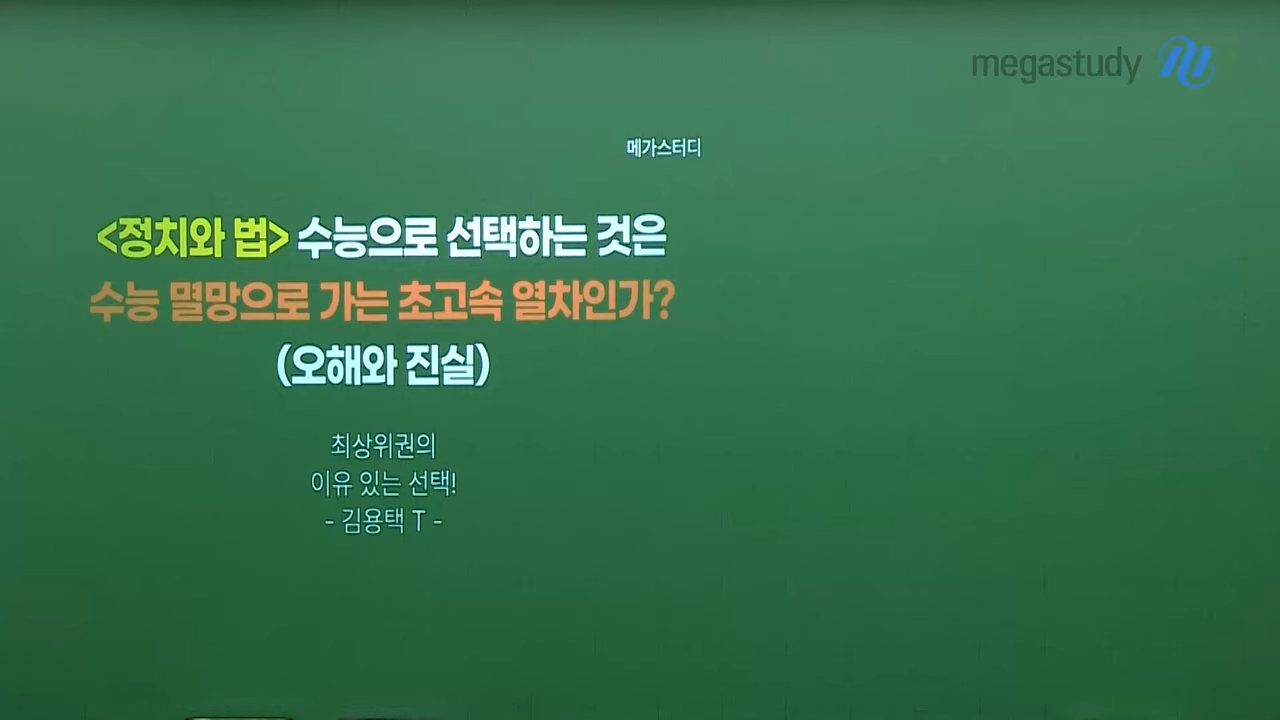 megastudy
메가스터디
<정치와 법> 수능으로 선택하는 것은
수능 멸망으로 가는 초고속 열차인가?
(오해와 진실)
최상위권의
이유 있는 선택!
- 김용택 T -